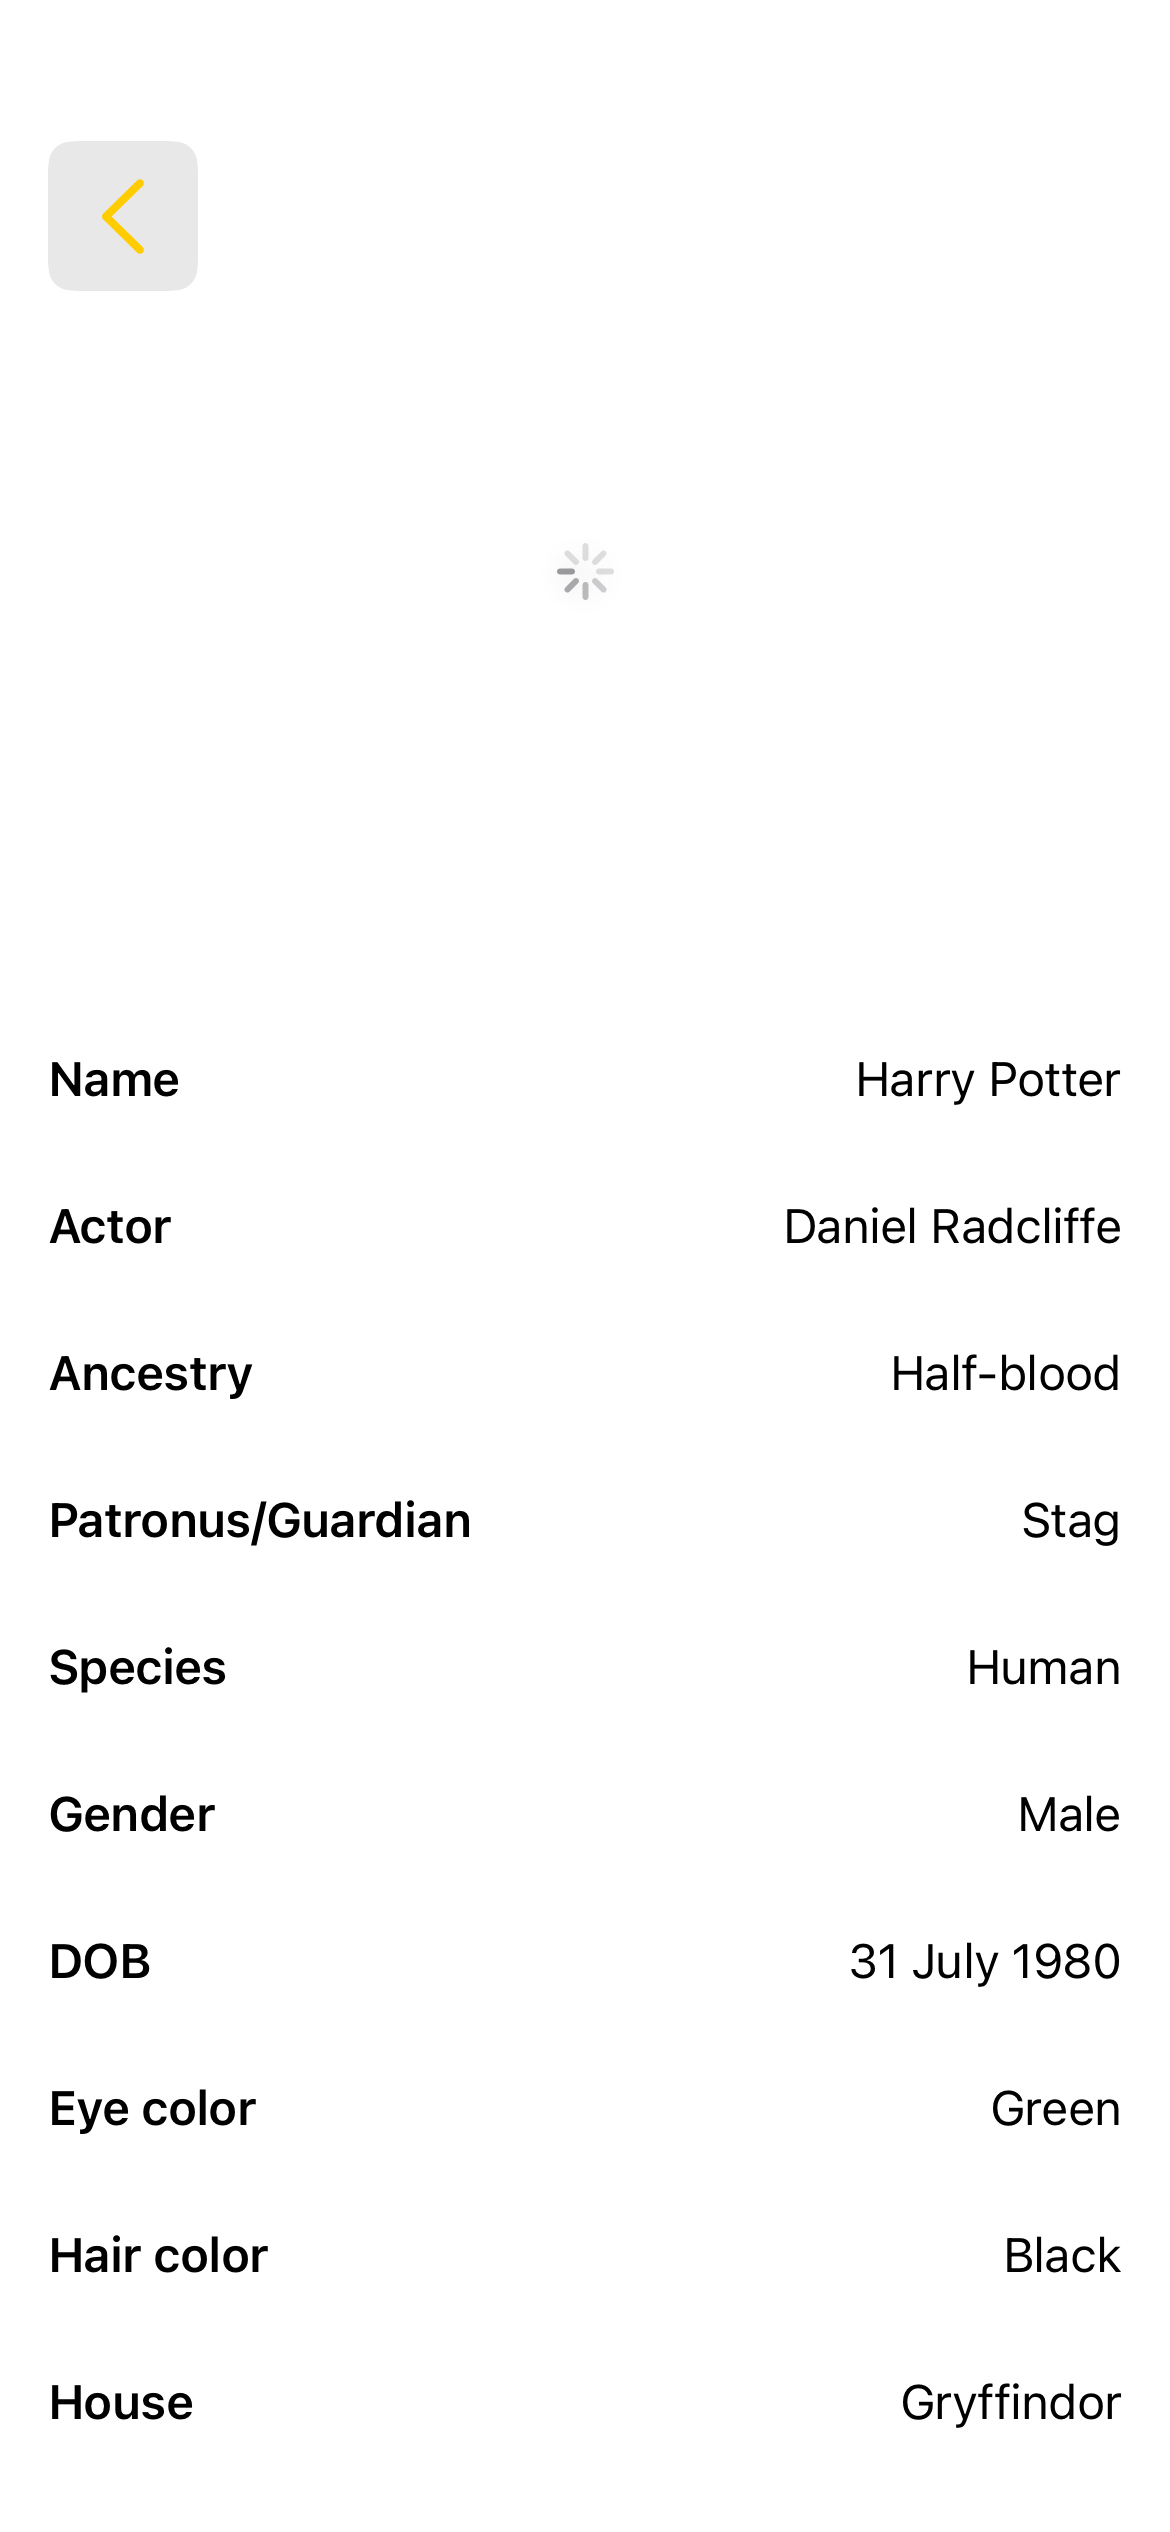 Name Harry Potter
Actor Daniel Radcliffe
Ancestry Half-blood
Patronus/Guardian Stag
Species Human
Gender Male
DOB 31 July 1980
Eye color Green
Hair color Black
House Gryffindor